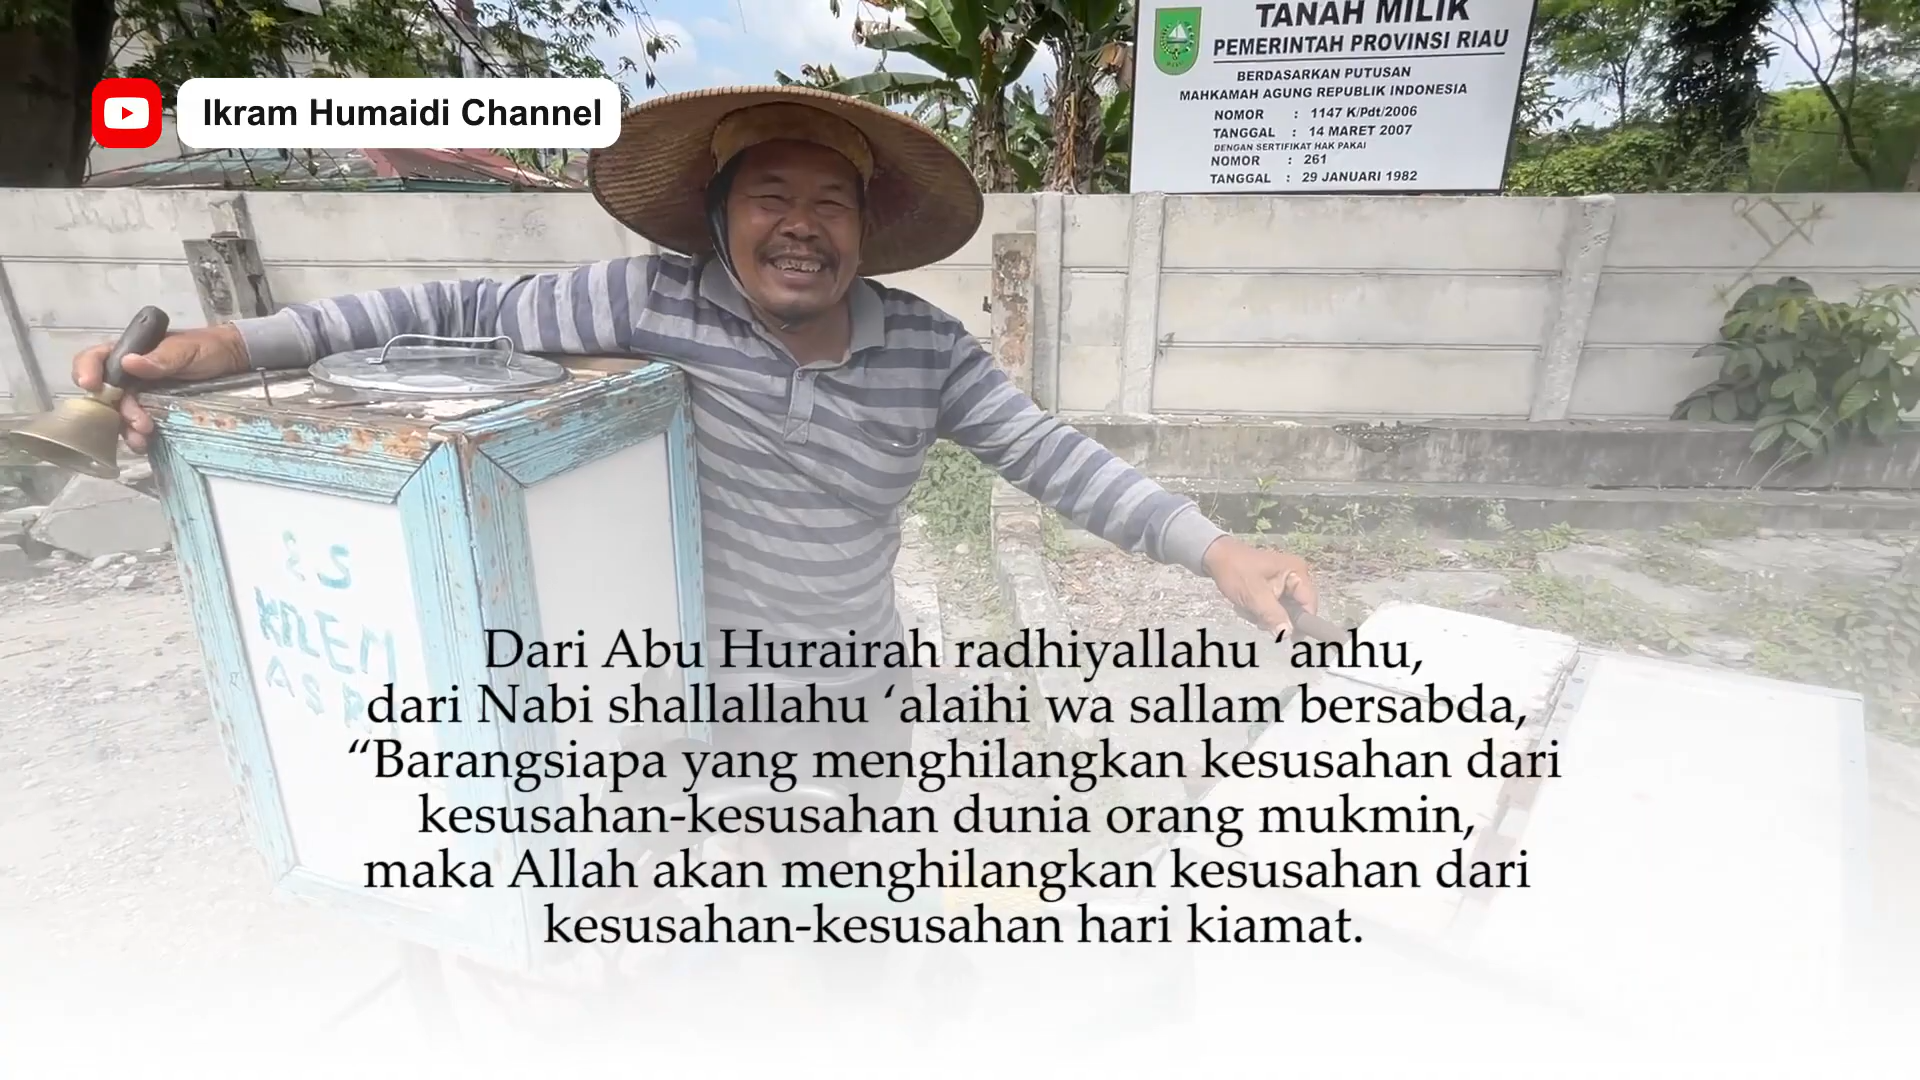 Ikram Humaidi Channel
TANAH MILIK
PEMERINTAH PROVINSI RIAU
BERDASARKAN PUTUSAN
MAHKAMAH AGUNG REPUBLIK INDONESIA
NOMOR : 1147 K/Pdt/2006
TANGGAL : 14 MARET 2007
DENGAN SERTIFIKAT HAK PAKAI
NOMOR : 261
TANGGAL : 29 JANUARI 1982
ES
KRLEM
Dari Abu Hurairah radhiyallahu ‘anhu,
dari Nabi shallallahu ‘alaihi wa sallam bersabda,
“Barangsiapa yang menghilangkan kesusahan dari
kesusahan-kesusahan dunia orang mukmin,
maka Allah akan menghilangkan kesusahan dari
kesusahan-kesusahan hari kiamat.